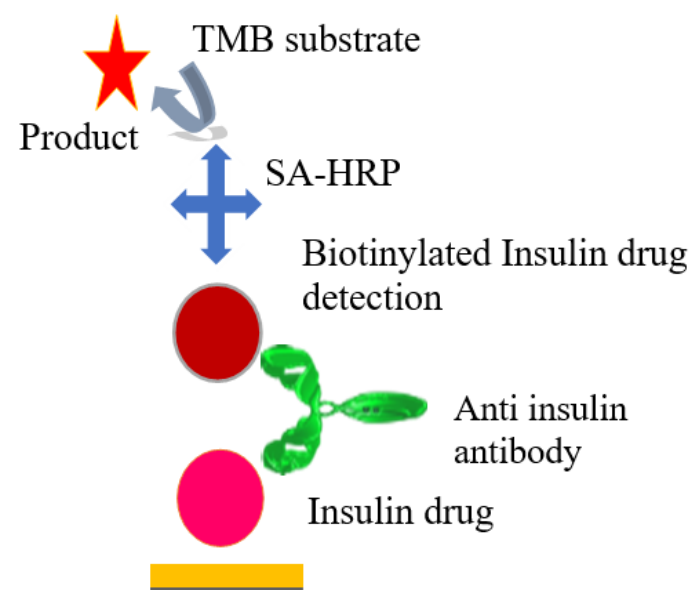 TMB substrate
Product
SA-HRP
Biotinylated Insulin drug
detection
Anti insulin
antibody
Insulin drug